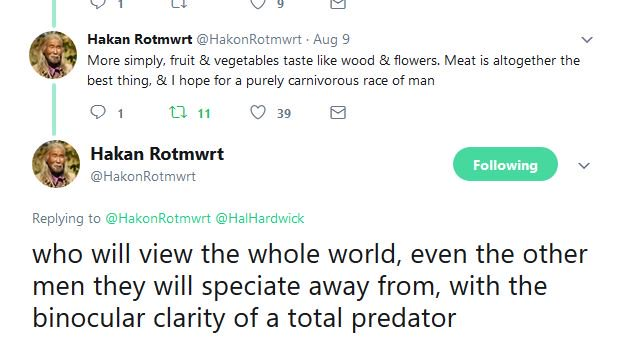 1 9
Hakan Rotmwrt @HakonRotmwrt · Aug 9
More simply, fruit & vegetables taste like wood & flowers. Meat is altogether the
best thing, & I hope for a purely carnivorous race of man
1 11 39
Hakan Rotmwrt
@HakonRotmwrt
Following
Replying to @HakonRotmwrt @HalHardwick
who will view the whole world, even the other
men they will speciate away from, with the
binocular clarity of a total predator